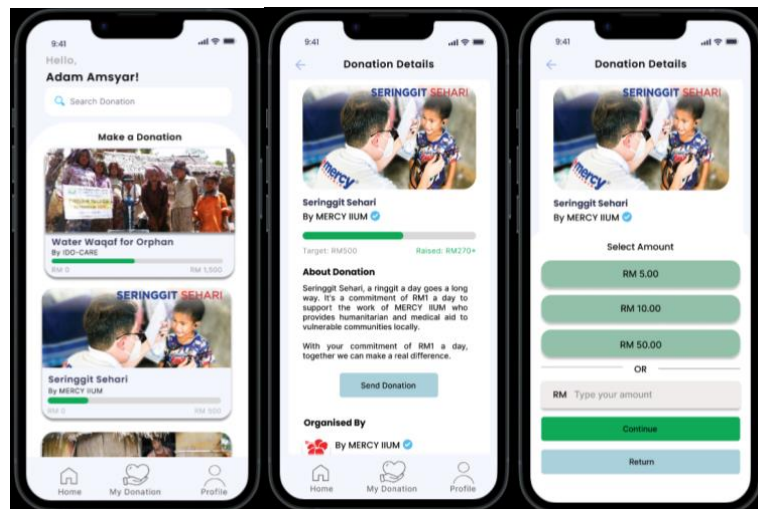 9:41
Hello,
Adam Amsyar!
Search Donation
Make a Donation
Water Waqaf for Orphan
By IDO-CARE
RM 0
RM 1,500
SERINGGIT SEHARI
mercy
Seringgit Sehari
By MERCY IIUM
RM 0
RM 500
Home
My Donation
Profile
9:41
Donation Details
SERINGGIT SEHARI
mercy
Seringgit Sehari
By MERCY IIUM
Target: RM500
Raised: RM270+
About Donation
Seringgit Sehari, a ringgit a day goes a long
way. It's a commitment of RM1 a day to
support the work of MERCY IIUM who
provides humanitarian and medical aid to
vulnerable communities locally.
With your commitment of RM1 a day,
together we can make a real difference.
Send Donation
Organised By
By MERCY IIUM
Home
My Donation
Profile
9:41
Donation Details
SERINGGIT SEHARI
mercy
Seringgit Sehari
By MERCY IIUM
Select Amount
RM 5.00
RM 10.00
RM 50.00
OR
RM Type your amount
Continue
Return